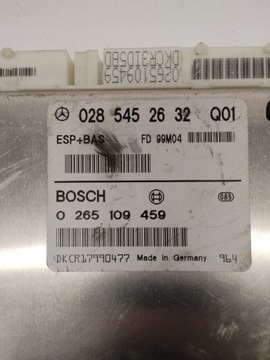 0265109459
DKCR3ID5BD
028 545 26 32 Q01
ESP+BAS FD 99M04
BOSCH
0 265 109 459
DKCR17990477 Made in Germany 964